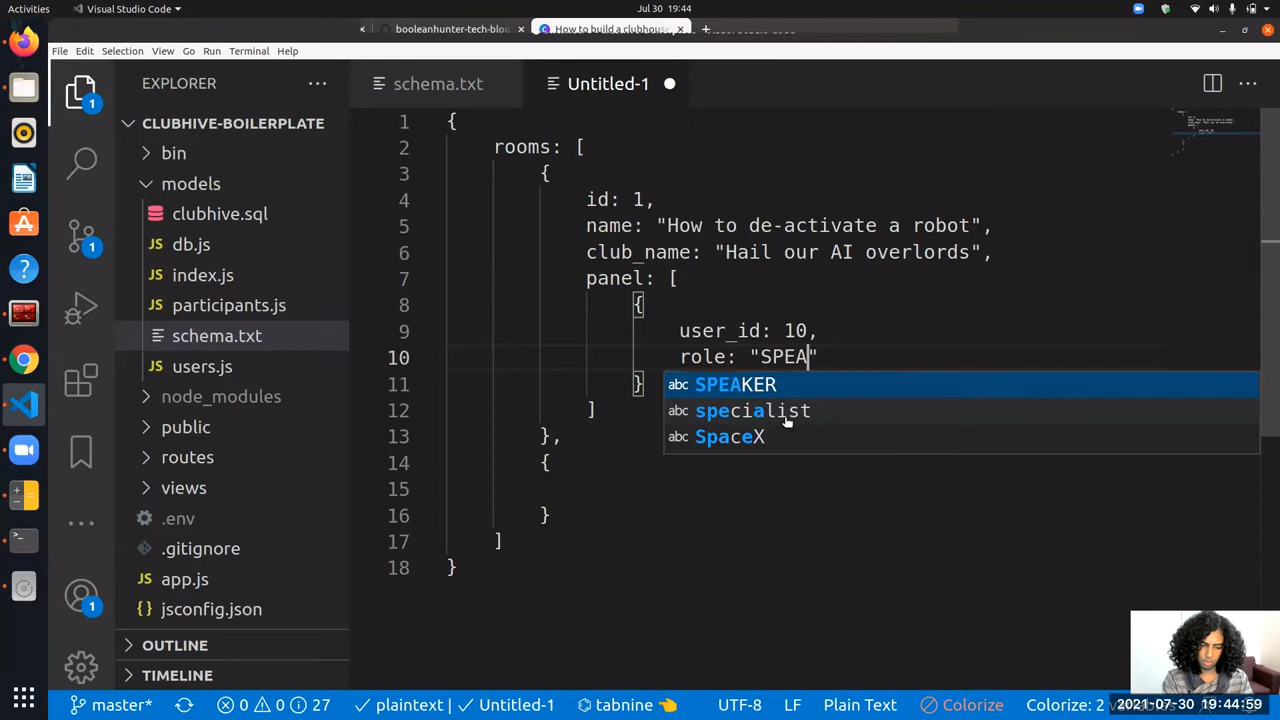 Activities
Visual Studio Code
Jul 30 19:44
booleanhunter-tech-blo
How to build a clubhouse
File Edit Selection View Go Run Terminal Help
EXPLORER
schema.txt
Untitled-1
CLUBHIVE-BOILERPLATE
bin
models
clubhive.sql
db.js
index.js
participants.js
schema.txt
users.js
node_modules
public
routes
views
.env
.gitignore
app.js
jsconfig.json
OUTLINE
TIMELINE
1
1
1
1 {
2 rooms: [
3 {
4 id: 1,
5 name: "How to de-activate a robot",
6 club_name: "Hail our AI overlords",
7 panel: [
8 {
9 user_id: 10,
10 role: "SPEA"
11 }
12 ]
13 },
14 {
15
16 }
17 ]
18 }
abc SPEAKER
abc specialist
abc SpaceX
master* 0 0 27 plaintext Untitled-1 tabnine UTF-8 LF Plain Text Colorize Colorize: 2
2021-07-30 19:44:59